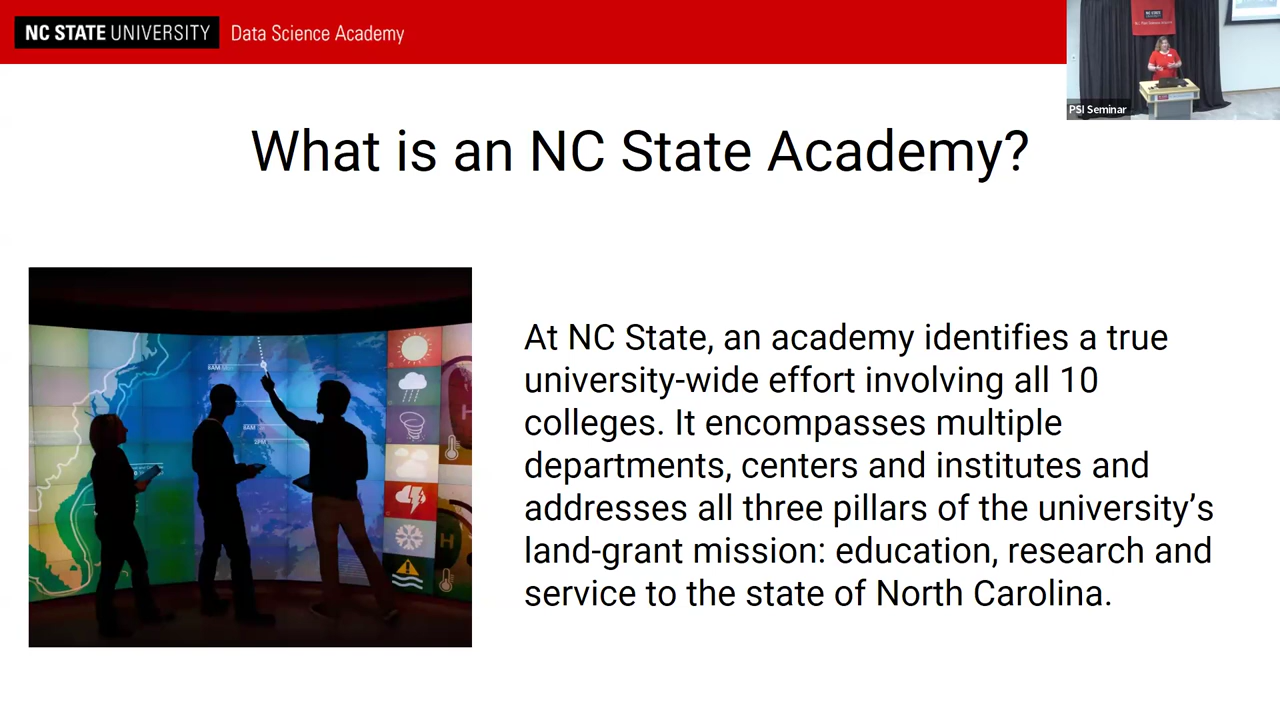 NC STATE UNIVERSITY Data Science Academy
PSI Seminar
What is an NC State Academy?
At NC State, an academy identifies a true
university-wide effort involving all 10
colleges. It encompasses multiple
departments, centers and institutes and
addresses all three pillars of the university’s
land-grant mission: education, research and
service to the state of North Carolina.
8AM
2PM
H
H